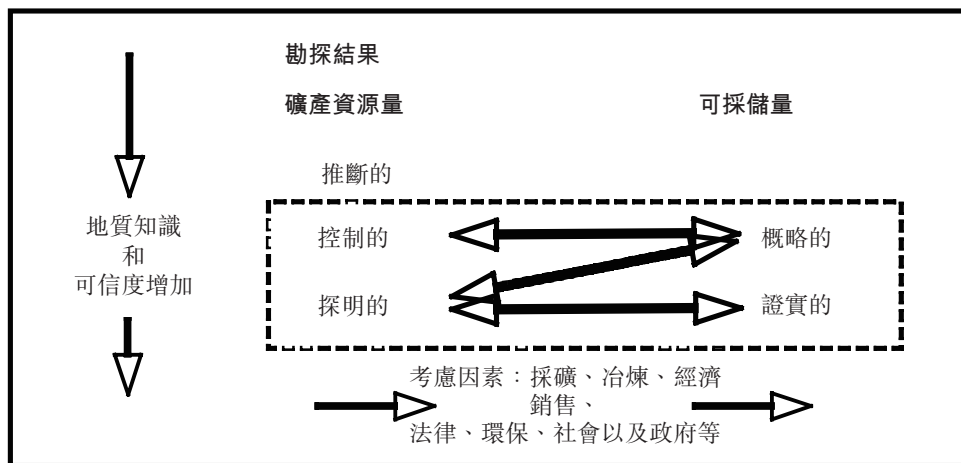 勘探結果
礦產資源量 可採儲量
推斷的
地質知識
和
可信度增加
控制的 概略的
探明的 證實的
考慮因素：採礦、冶煉、經濟
銷售、
法律、環保、社會以及政府等